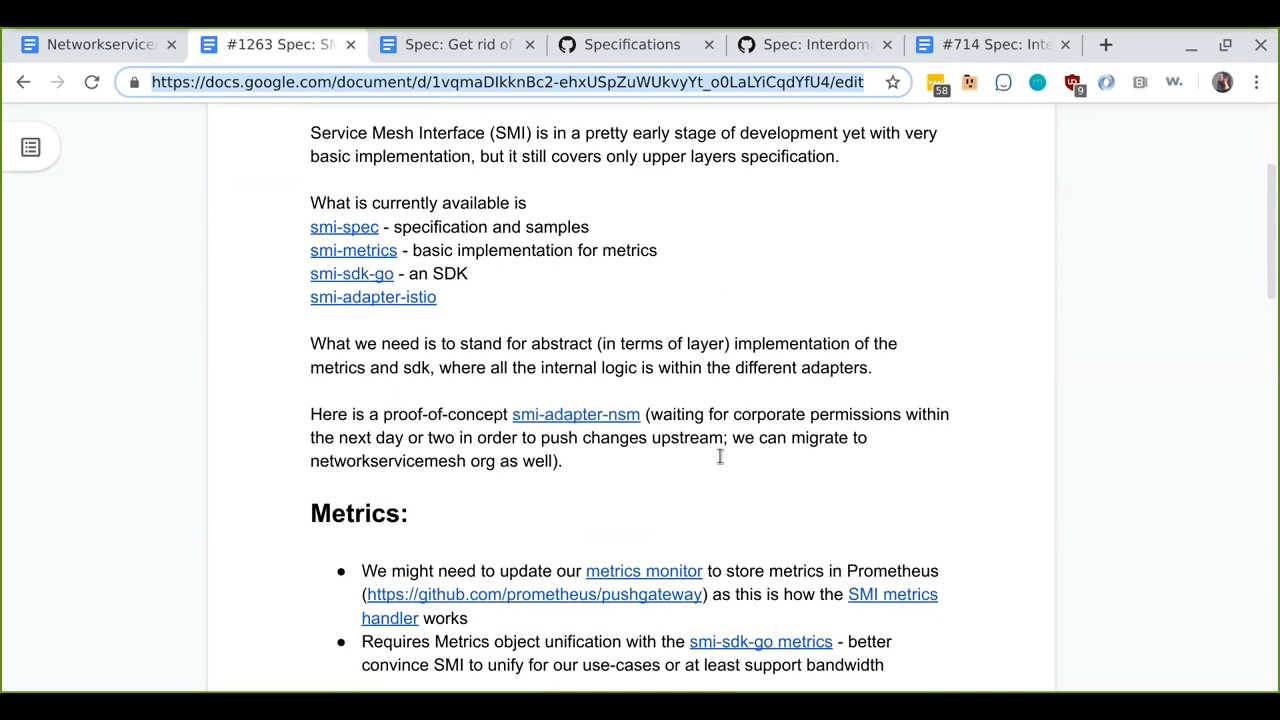 Networkservice
#1263 Spec: SM
Spec: Get rid of
Specifications
Spec: Interdom
#714 Spec: Inte
https://docs.google.com/document/d/1vqmaDIkknBc2-ehxUSpZuWUkvyYt_o0LaLYiCqdYfU4/edit
58
9
B
w.
Service Mesh Interface (SMI) is in a pretty early stage of development yet with very
basic implementation, but it still covers only upper layers specification.
What is currently available is
smi-spec - specification and samples
smi-metrics - basic implementation for metrics
smi-sdk-go - an SDK
smi-adapter-istio
What we need is to stand for abstract (in terms of layer) implementation of the
metrics and sdk, where all the internal logic is within the different adapters.
Here is a proof-of-concept smi-adapter-nsm (waiting for corporate permissions within
the next day or two in order to push changes upstream; we can migrate to
networkservicemesh org as well).
Metrics:
● We might need to update our metrics monitor to store metrics in Prometheus
(https://github.com/prometheus/pushgateway) as this is how the SMI metrics
handler works
● Requires Metrics object unification with the smi-sdk-go metrics - better
convince SMI to unify for our use-cases or at least support bandwidth